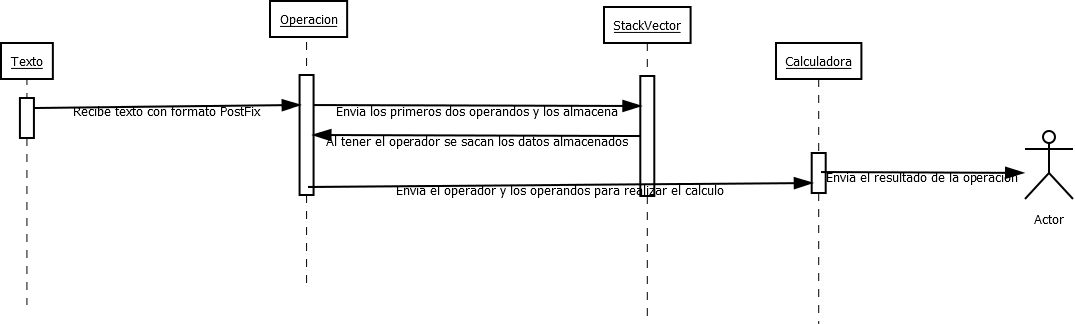 Operacion
StackVector
Texto
Calculadora
Recibe texto con formato PostFix
Envia los primeros dos operandos y los almacena
Al tener el operador se sacan los datos almacenados
Envia el resultado de la operacion
Envia el operador y los operandos para realizar el calculo
Actor